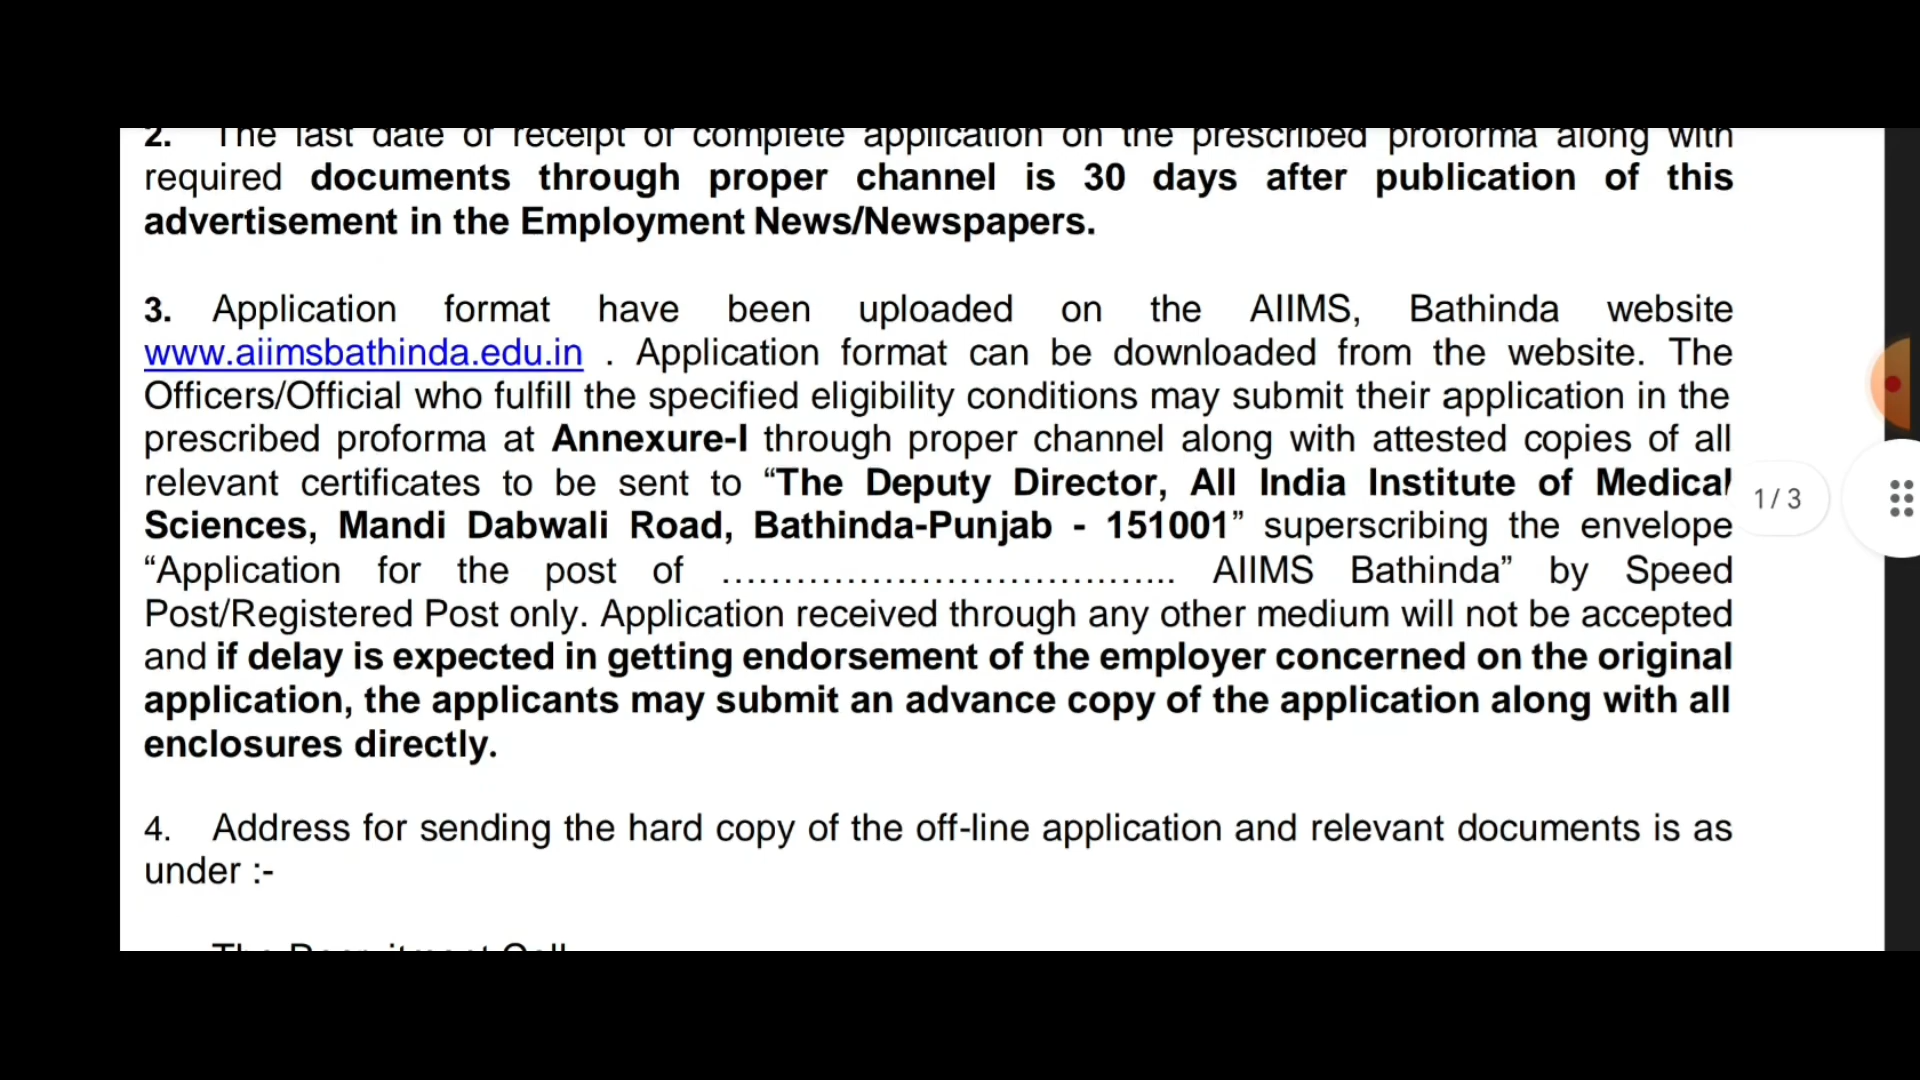 2. The last date of receipt of complete application on the prescribed proforma along with
required documents through proper channel is 30 days after publication of this
advertisement in the Employment News/Newspapers.
3. Application format have been uploaded on the AIIMS, Bathinda website
www.aiimsbathinda.edu.in . Application format can be downloaded from the website. The
Officers/Official who fulfill the specified eligibility conditions may submit their application in the
prescribed proforma at Annexure-I through proper channel along with attested copies of all
relevant certificates to be sent to “The Deputy Director, All India Institute of Medical
Sciences, Mandi Dabwali Road, Bathinda-Punjab - 151001” superscribing the envelope
“Application for the post of ………………………………... AIIMS Bathinda” by Speed
Post/Registered Post only. Application received through any other medium will not be accepted
and if delay is expected in getting endorsement of the employer concerned on the original
application, the applicants may submit an advance copy of the application along with all
enclosures directly.
4. Address for sending the hard copy of the off-line application and relevant documents is as
under :-
The Recruitment Cell
1/3